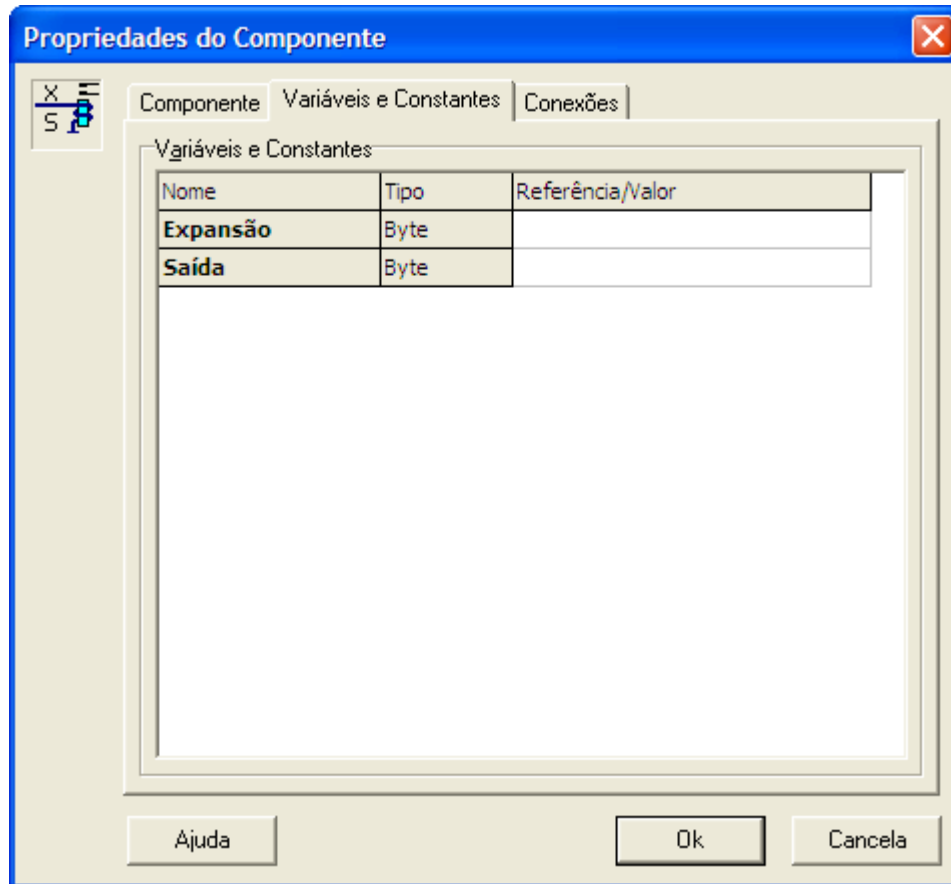 Propriedades do Componente
X
S
Componente Variáveis e Constantes Conexões
Variáveis e Constantes
Nome Tipo Referência/Valor
Expansão Byte
Saída Byte
Ajuda Ok Cancela